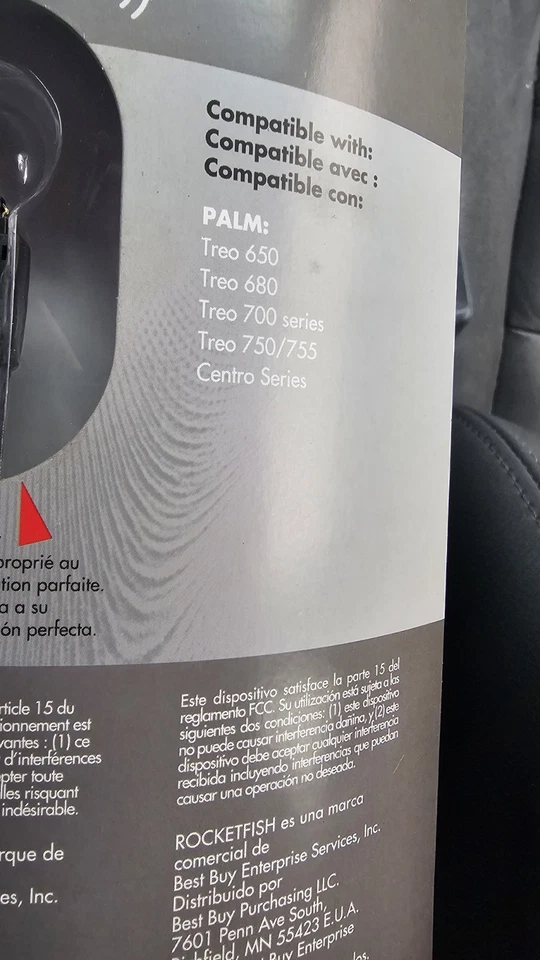 Compatible with:
Compatible avec :
Compatible con:
PALM:
Treo 650
Treo 680
Treo 700 series
Treo 750/755
Centro Series
proprié au
tion parfaite.
a a su
ón perfecta.
rticle 15 du
ionnement est
vantes : (1) ce
d'interférences
pter toute
lles risquant
indésirable.
rque de
es, Inc.
Este dispositivo satisface la parte 15 del
reglamento FCC. Su utilización está sujeta a las
siguientes dos condiciones: (1) este dispositivo
no puede causar interferencia dañina, y (2) este
dispositivo debe aceptar cualquier interferencia
recibida incluyendo interferencias que puedan
causar una operación no deseada.
ROCKETFISH es una marca
comercial de
Best Buy Enterprise Services, Inc.
Distribuido por
Best Buy Purchasing LLC.
7601 Penn Ave South,
Richfield, MN 55423 E.U.A.
Buy Enterprise